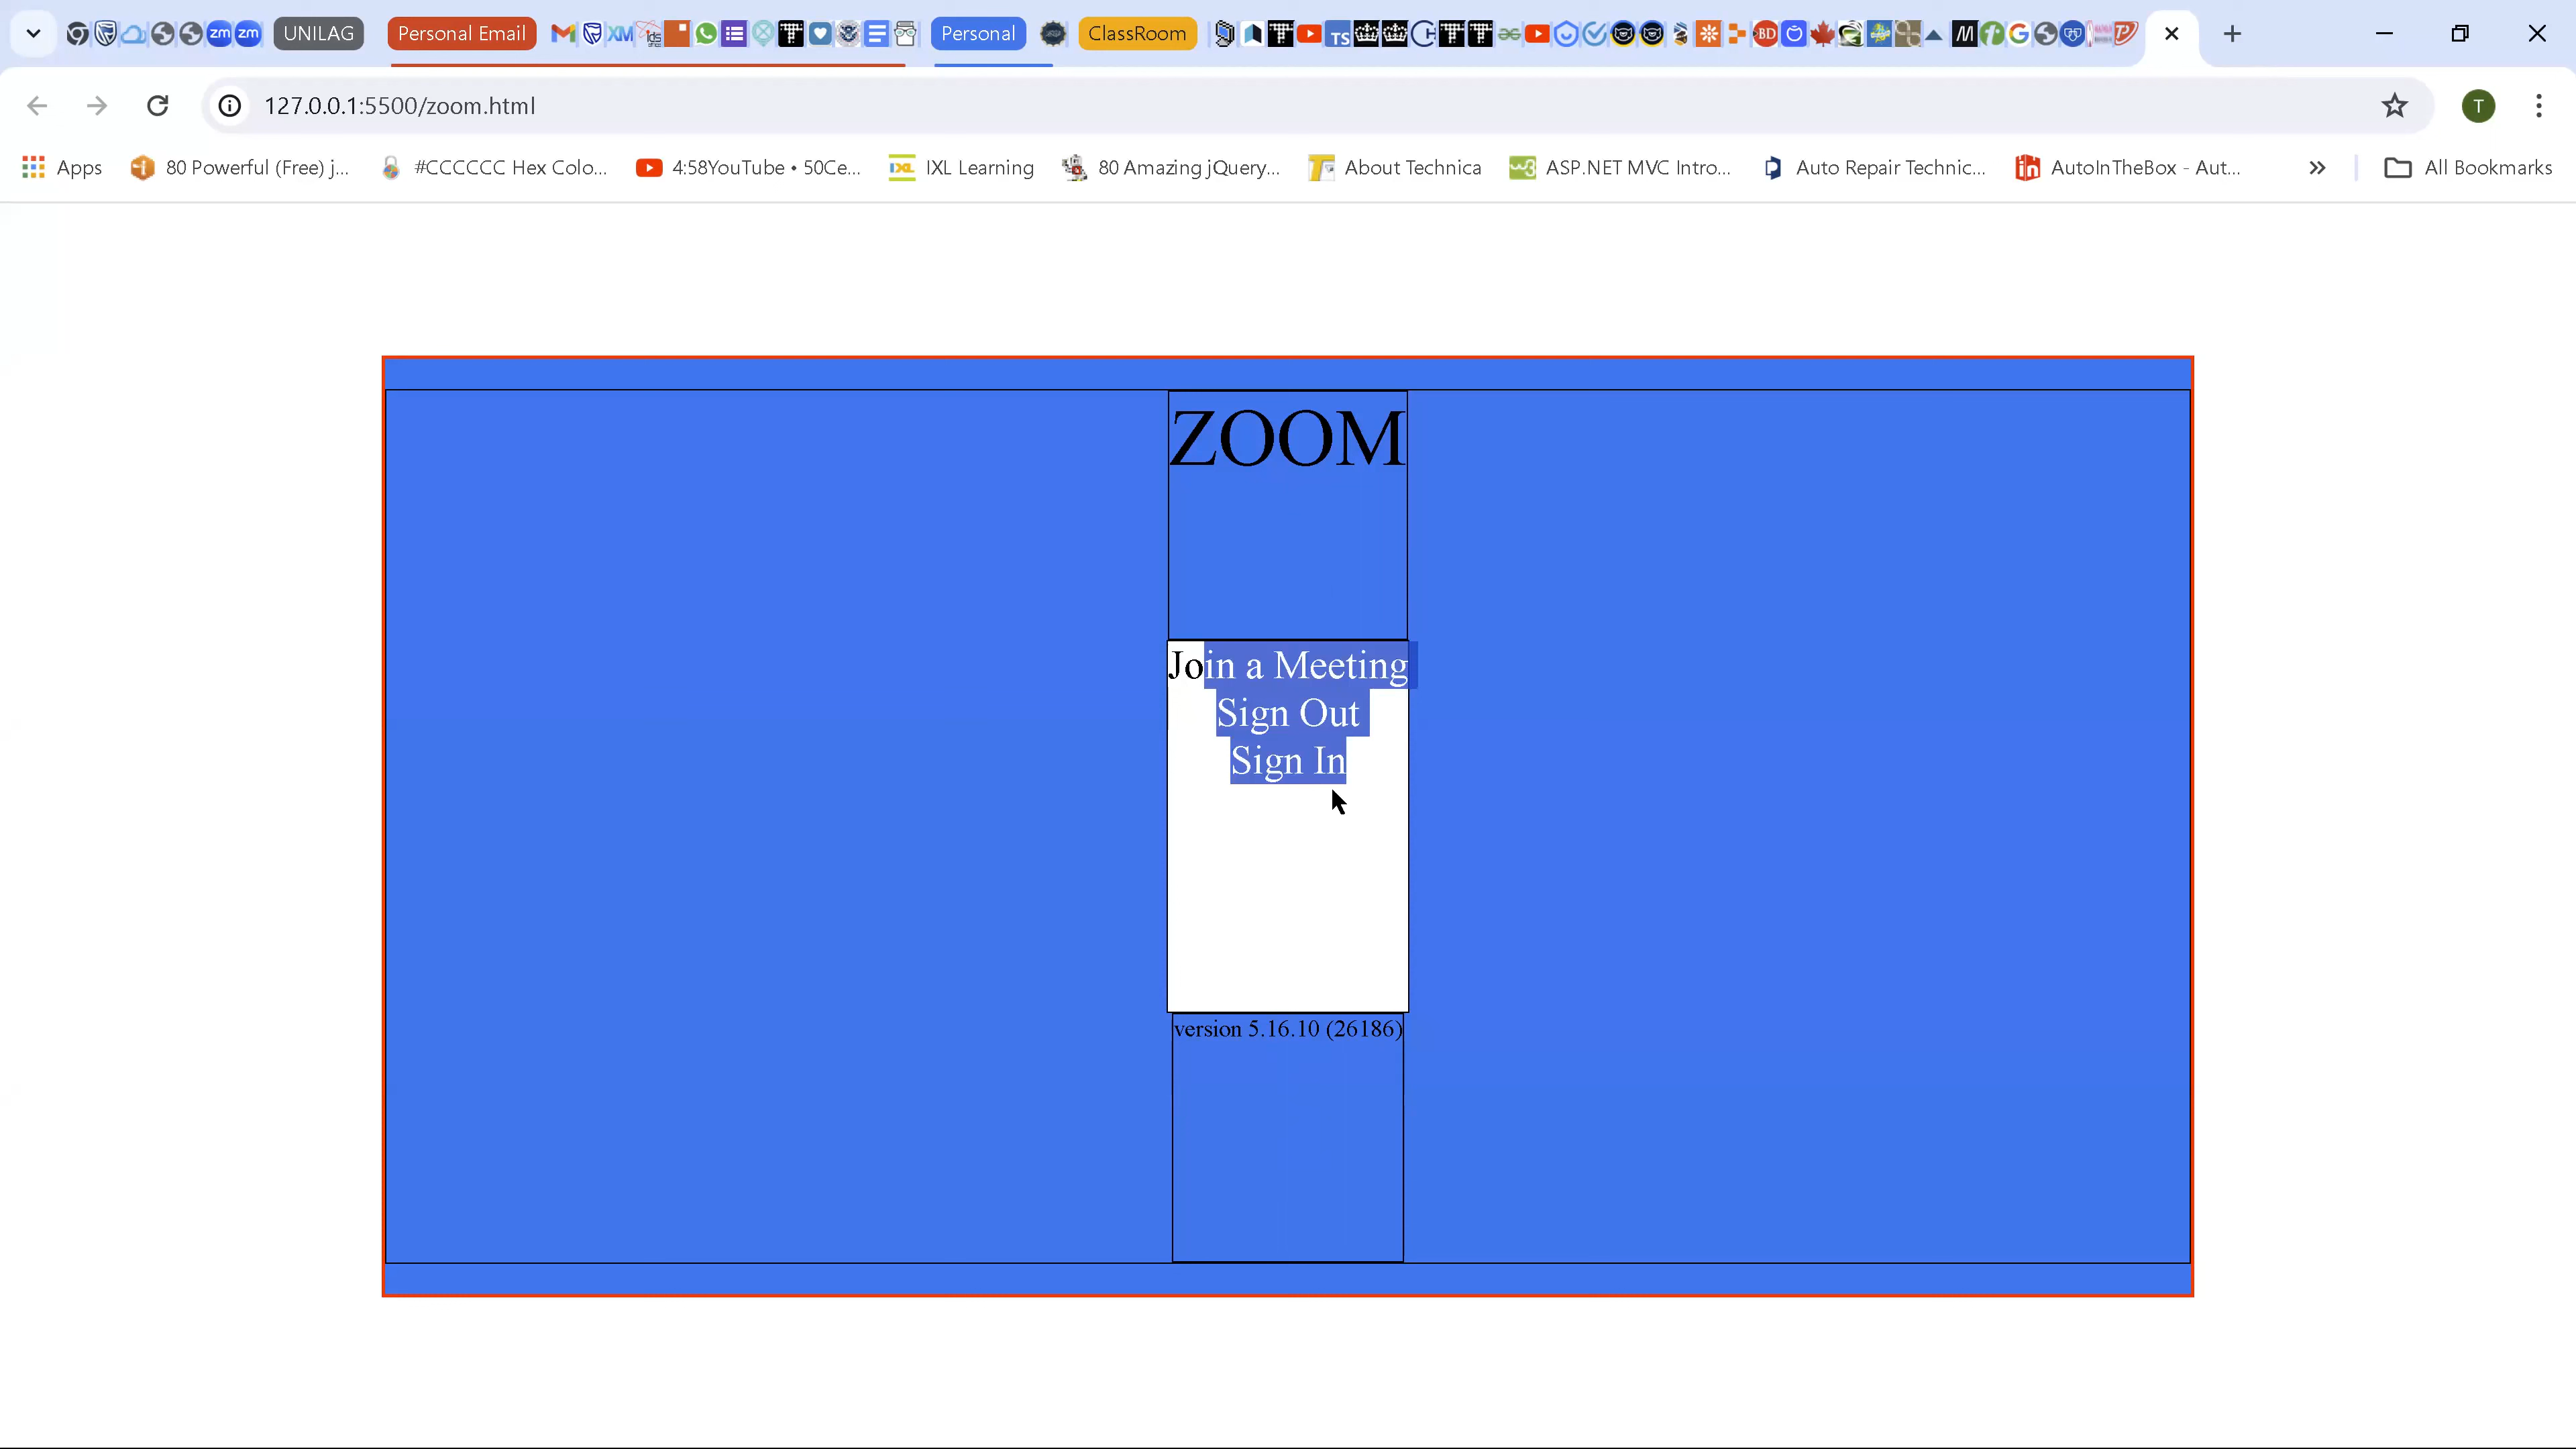 UNILAG Personal Email Personal ClassRoom
127.0.0.1:5500/zoom.html T
Apps 80 Powerful (Free) j... #CCCCCC Hex Colo... 4:58YouTube • 50Ce... IXL Learning 80 Amazing jQuery... About Technica ASP.NET MVC Intro... Auto Repair Technic... AutoInTheBox - Aut... All Bookmarks
ZOOM
Join a Meeting
Sign Out
Sign In
version 5.16.10 (26186)